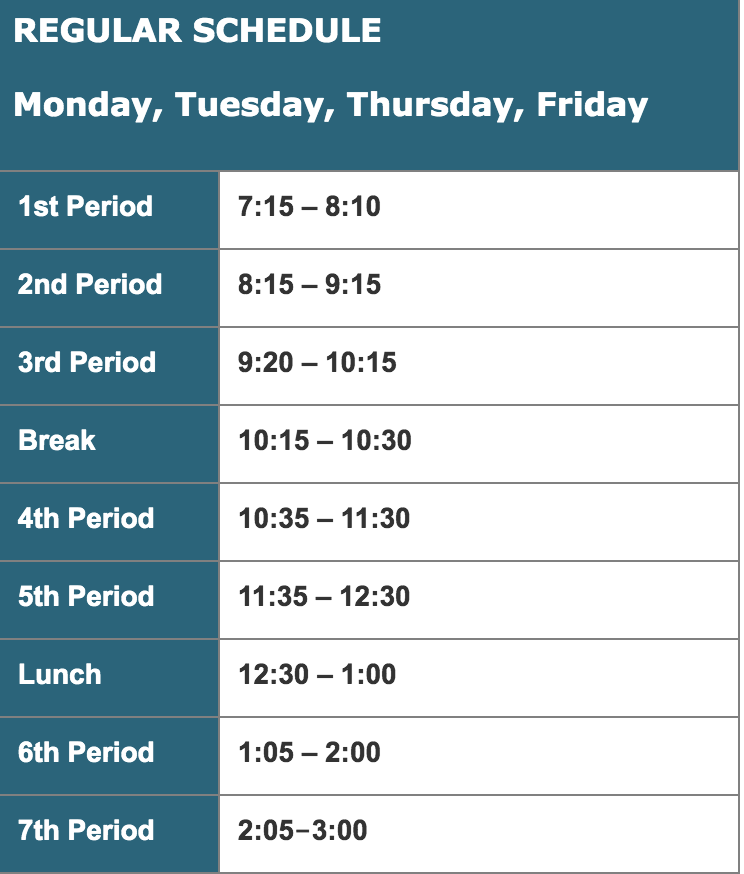 REGULAR SCHEDULE
Monday, Tuesday, Thursday, Friday
1st Period 7:15 – 8:10
2nd Period 8:15 – 9:15
3rd Period 9:20 – 10:15
Break 10:15 – 10:30
4th Period 10:35 – 11:30
5th Period 11:35 – 12:30
Lunch 12:30 – 1:00
6th Period 1:05 – 2:00
7th Period 2:05–3:00